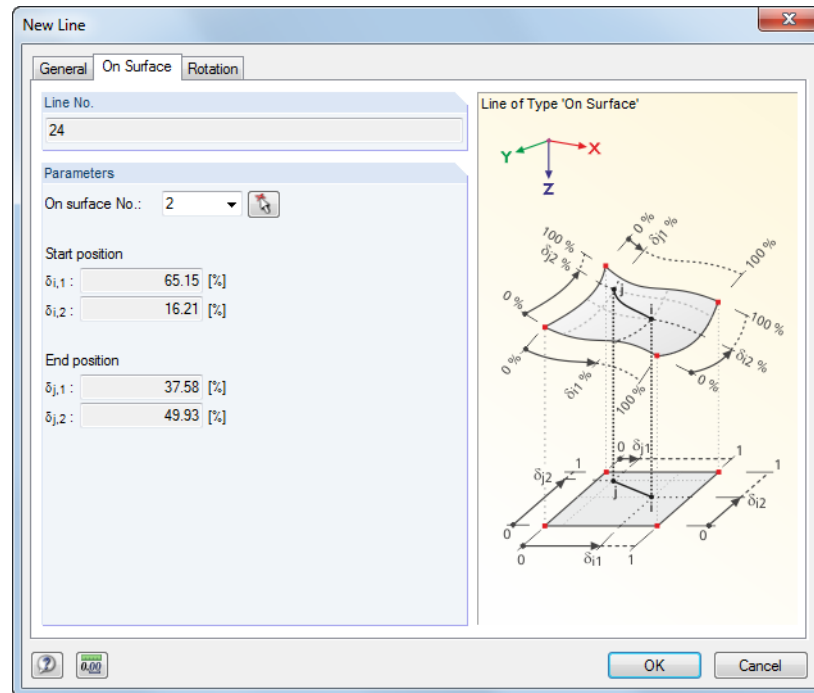 New Line
General On Surface Rotation
Line No.
24
Parameters
On surface No.: 2
Start position
δi,1 : 65.15 [%]
δi,2 : 16.21 [%]
End position
δj,1 : 37.58 [%]
δj,2 : 49.93 [%]
Line of Type 'On Surface'
Y X
Z
0 %
δj1 %
100 %
100 %
δj2 %
0 %
j
i
100 %
δi2 %
0 %
0 %
δi1 %
100 %
0 δj1
1
1
δj2
1
j
i
δi2
0
0
0 δi1 1
0.00
OK Cancel